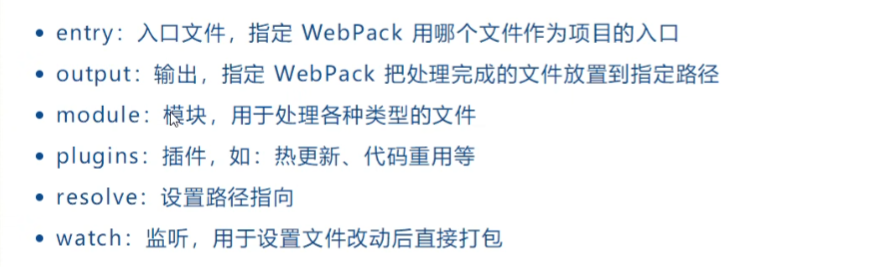 • entry：入口文件，指定 WebPack 用哪个文件作为项目的入口
• output：输出，指定 WebPack 把处理完成的文件放置到指定路径
• module：模块，用于处理各种类型的文件
• plugins：插件，如：热更新、代码重用等
• resolve：设置路径指向
• watch：监听，用于设置文件改动后直接打包